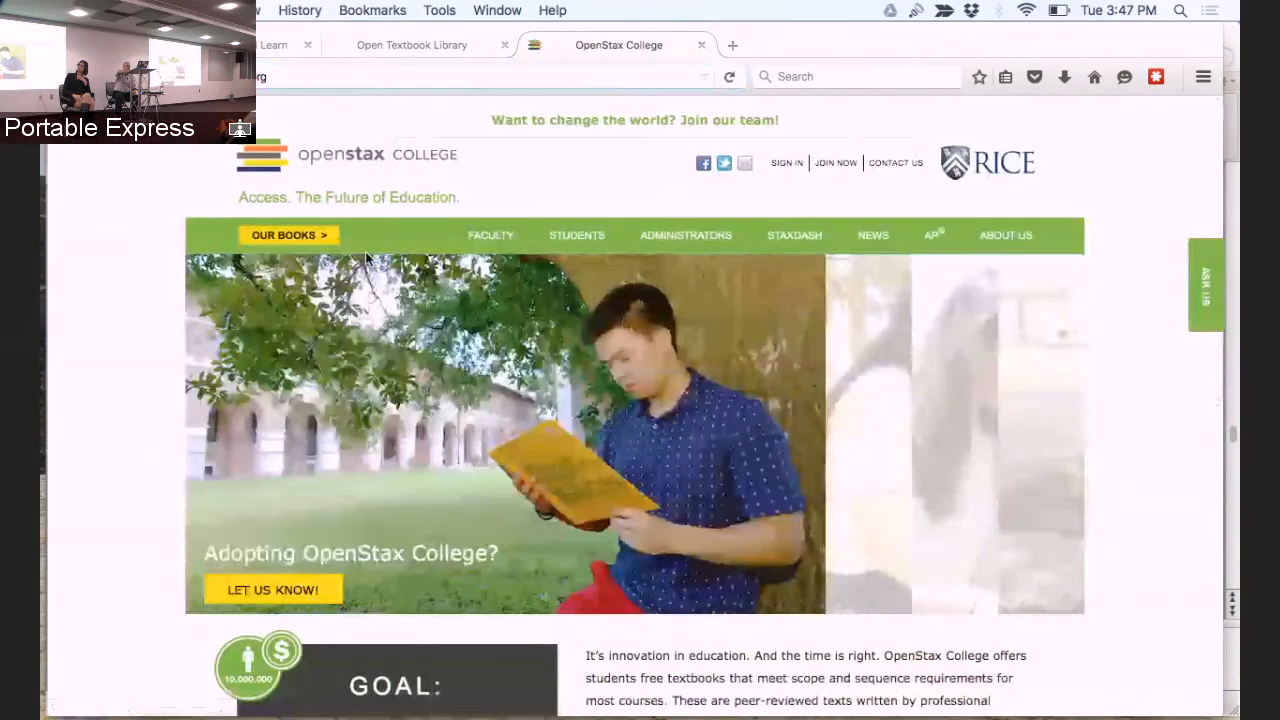 History Bookmarks Tools Window Help Tue 3:47 PM
Learn Open Textbook Library OpenStax College
org Search
Portable Express
Want to change the world? Join our team!
openstax COLLEGE
SIGN IN JOIN NOW CONTACT US RICE
Access. The Future of Education.
OUR BOOKS > FACULTY STUDENTS ADMINISTRATORS STAXDASH NEWS AP® ABOUT US
ASK US
Adopting OpenStax College?
LET US KNOW!
$
10,000,000
GOAL:
It's innovation in education. And the time is right. OpenStax College offers
students free textbooks that meet scope and sequence requirements for
most courses. These are peer-reviewed texts written by professional